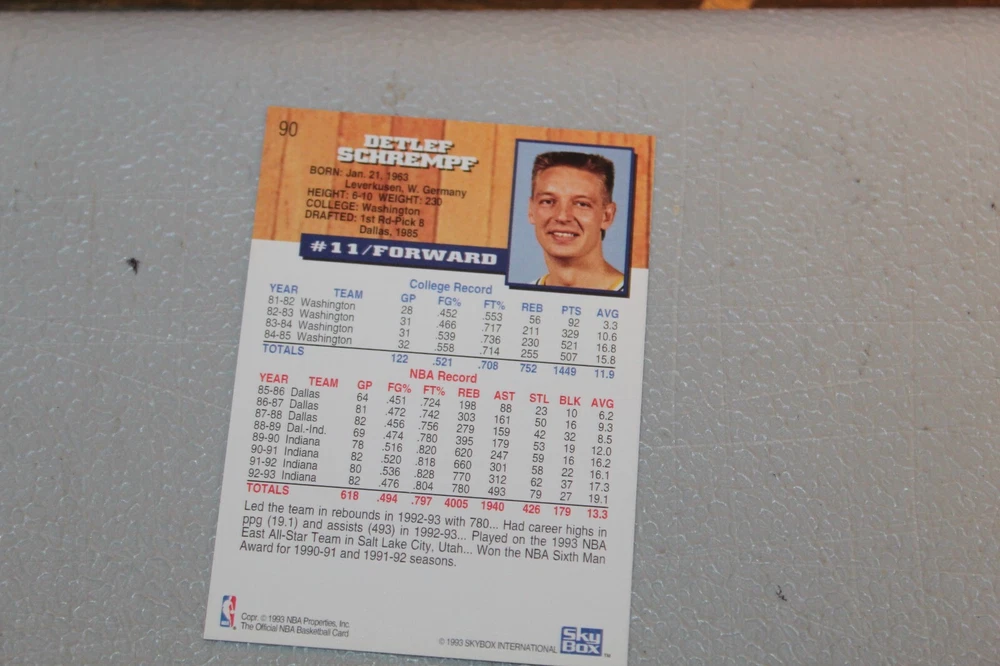 90
DETLEF
SCHREMPF
BORN: Jan. 21, 1963
Leverkusen, W. Germany
HEIGHT: 6-10 WEIGHT: 230
COLLEGE: Washington
DRAFTED: 1st Rd-Pick 8
Dallas, 1985
#11/FORWARD
College Record
YEAR TEAM GP FG% FT% REB PTS AVG
81-82 Washington 28 .452 .553 56 92 3.3
82-83 Washington 31 .466 .717 211 329 10.6
83-84 Washington 31 .539 .736 230 521 16.8
84-85 Washington 32 .558 .714 255 507 15.8
TOTALS 122 .521 .708 752 1449 11.9
NBA Record
YEAR TEAM GP FG% FT% REB AST STL BLK AVG
85-86 Dallas 64 .451 .724 198 88 23 10 6.2
86-87 Dallas 81 .472 .742 303 161 50 16 9.3
87-88 Dallas 82 .456 .756 279 159 42 32 8.5
88-89 Dal.-Ind. 69 .474 .780 395 179 53 19 12.0
89-90 Indiana 78 .516 .820 620 247 59 16 16.2
90-91 Indiana 82 .520 .818 660 301 58 22 16.1
91-92 Indiana 80 .536 .828 770 312 62 37 17.3
92-93 Indiana 82 .476 .804 780 493 79 27 19.1
TOTALS 618 .494 .797 4005 1940 426 179 13.3
Led the team in rebounds in 1992-93 with 780... Had career highs in
ppg (19.1) and assists (493) in 1992-93... Played on the 1993 NBA
East All-Star Team in Salt Lake City, Utah... Won the NBA Sixth Man
Award for 1990-91 and 1991-92 seasons.
Copr. © 1993 NBA Properties, Inc
The Official NBA Basketball Card
© 1993 SKYBOX INTERNATIONAL
SkyBox
TM